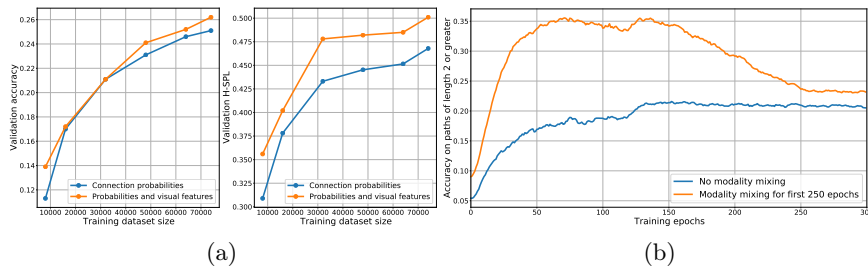 Validation accuracy
0.26
0.24
0.22
0.20
0.18
0.16
0.14
0.12
10000 20000 30000 40000 50000 60000 70000
Training dataset size
Connection probabilities
Probabilities and visual features
Validation H-SPL
0.500
0.475
0.450
0.425
0.400
0.375
0.350
0.325
0.300
10000 20000 30000 40000 50000 60000 70000
Training dataset size
Connection probabilities
Probabilities and visual features
(a)
Accuracy on paths of length 2 or greater
0.35
0.30
0.25
0.20
0.15
0.10
0.05
0 50 100 150 200 250 30
Training epochs
No modality mixing
Modality mixing for first 250 epochs
(b)